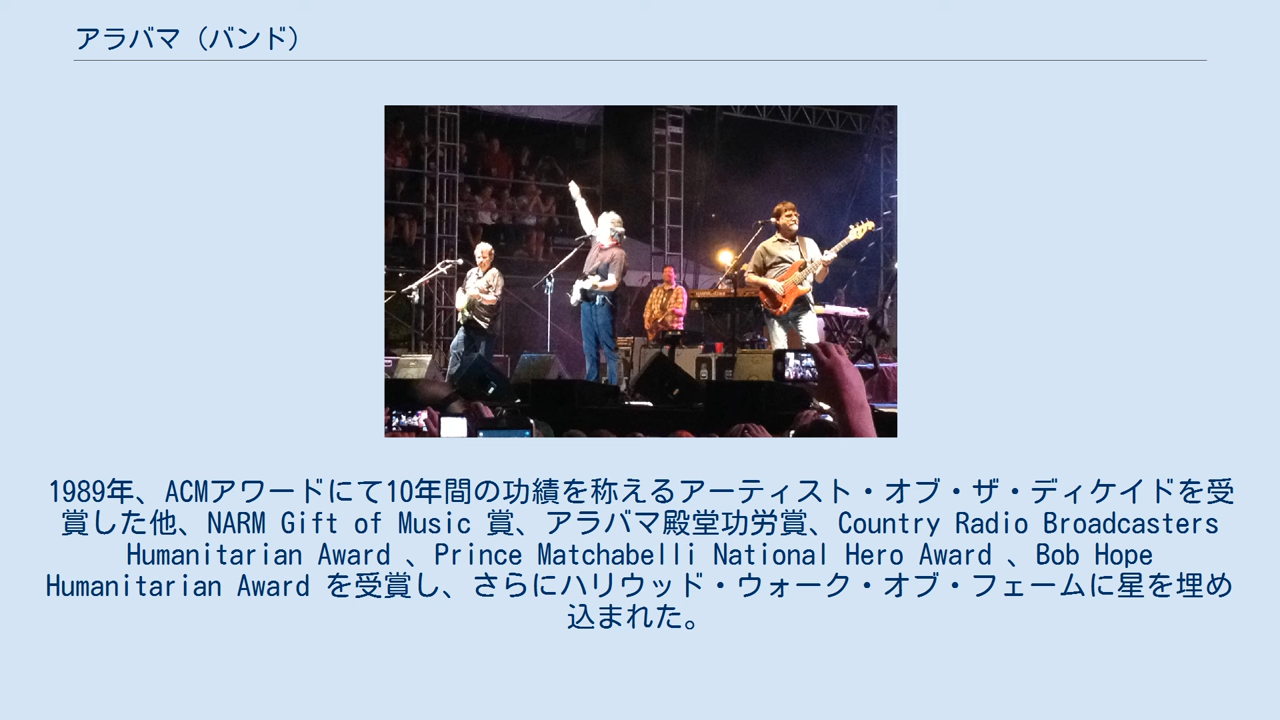 アラバマ（バンド）
1989年、ACMアワードにて10年間の功績を称えるアーティスト・オブ・ザ・ディケイドを受
賞した他、NARM Gift of Music 賞、アラバマ殿堂功労賞、Country Radio Broadcasters
Humanitarian Award 、Prince Matchabelli National Hero Award 、Bob Hope
Humanitarian Award を受賞し、さらにハリウッド・ウォーク・オブ・フェームに星を埋め
込まれた。